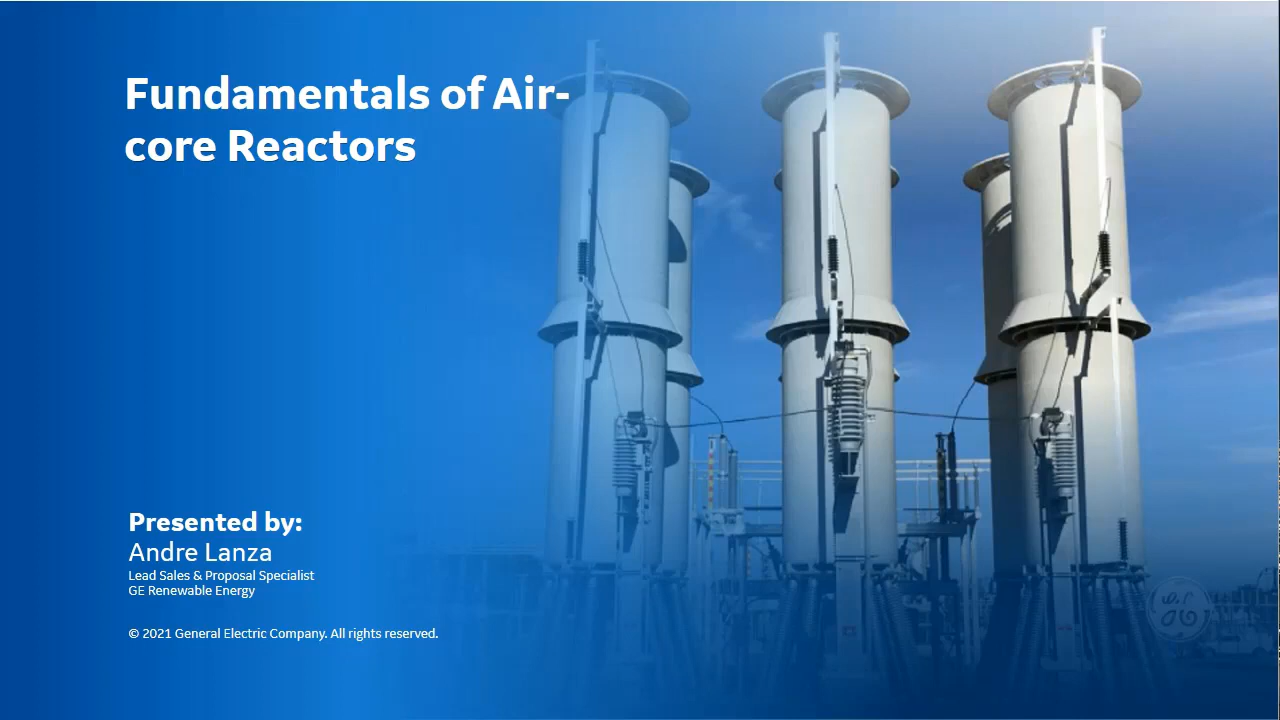 Fundamentals of Air-
core Reactors
Presented by:
Andre Lanza
Lead Sales & Proposal Specialist
GE Renewable Energy
© 2021 General Electric Company. All rights reserved.